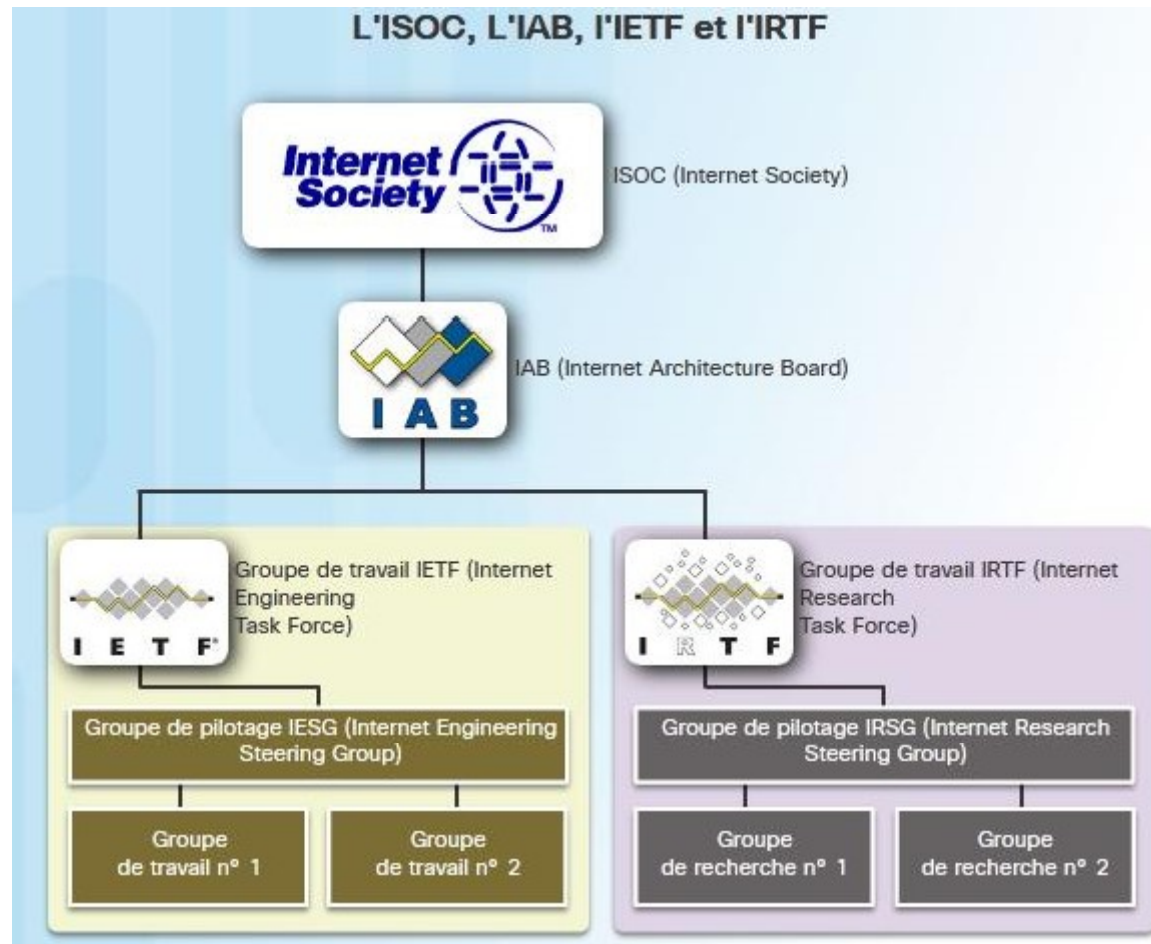 L'ISOC, L'IAB, l'IETF et l'IRTF
Internet
Society
TM
ISOC (Internet Society)
IAB
IAB (Internet Architecture Board)
IETF®
Groupe de travail IETF (Internet
Engineering
Task Force)
Groupe de pilotage IESG (Internet Engineering
Steering Group)
Groupe
de travail n° 1
Groupe
de travail n° 2
IRTF
Groupe de travail IRTF (Internet
Research
Task Force)
Groupe de pilotage IRSG (Internet Research
Steering Group)
Groupe
de recherche n° 1
Groupe
de recherche n° 2